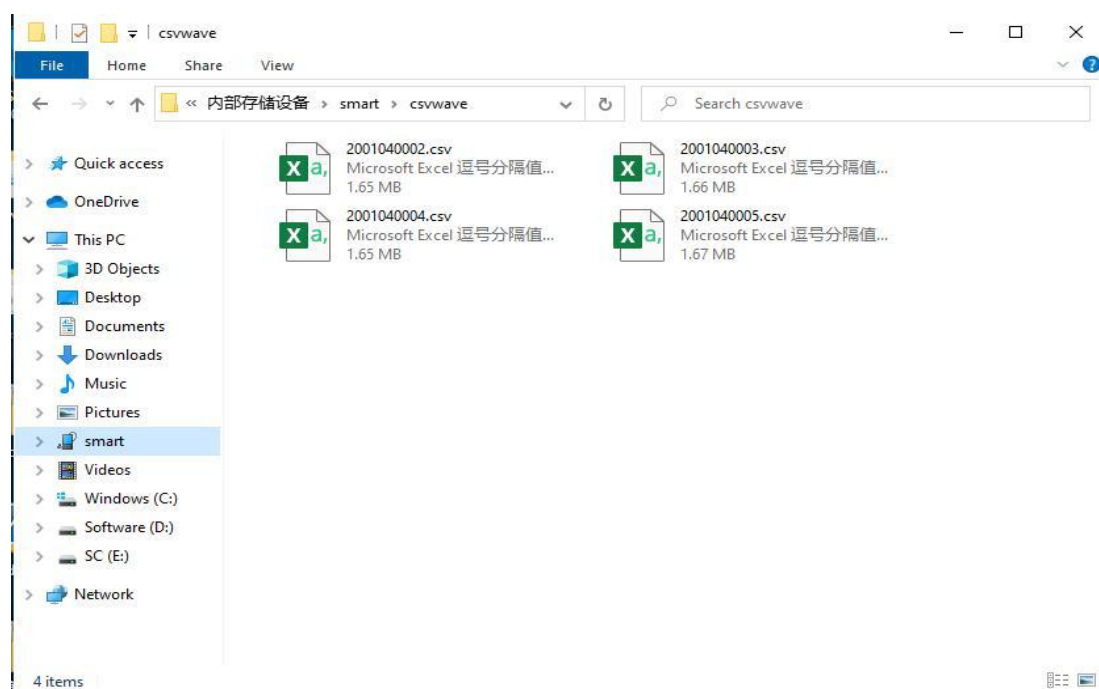 csvwave
File Home Share View
« 内部存储设备 › smart › csvwave
Search csvwave
Quick access
OneDrive
This PC
3D Objects
Desktop
Documents
Downloads
Music
Pictures
smart
Videos
Windows (C:)
Software (D:)
SC (E:)
Network
2001040002.csv
Microsoft Excel 逗号分隔值...
1.65 MB
2001040003.csv
Microsoft Excel 逗号分隔值...
1.66 MB
2001040004.csv
Microsoft Excel 逗号分隔值...
1.65 MB
2001040005.csv
Microsoft Excel 逗号分隔值...
1.67 MB
4 items